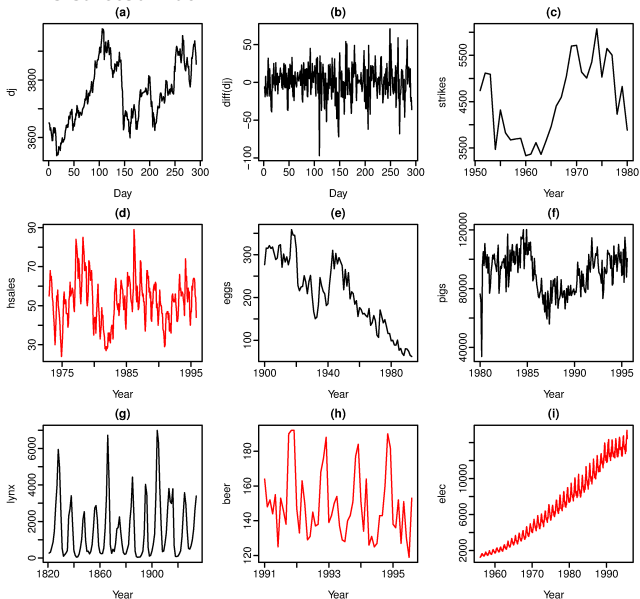 (a)
dj
3600 3800
0 50 100 150 200 250 300
Day
(b)
diff(dj)
−100 −50 0 50
0 50 100 150 200 250 300
Day
(c)
strikes
3500 4500 5500
1950 1960 1970 1980
Year
(d)
hsales
30 50 70 90
1975 1985 1995
Year
(e)
eggs
100 200 300
1900 1940 1980
Year
(f)
pigs
40000 80000 120000
1980 1985 1990 1995
Year
(g)
lynx
0 2000 4000 6000
1820 1860 1900
Year
(h)
beer
120 140 160 180
1991 1993 1995
Year
(i)
elec
2000 6000 10000
1960 1970 1980 1990
Year